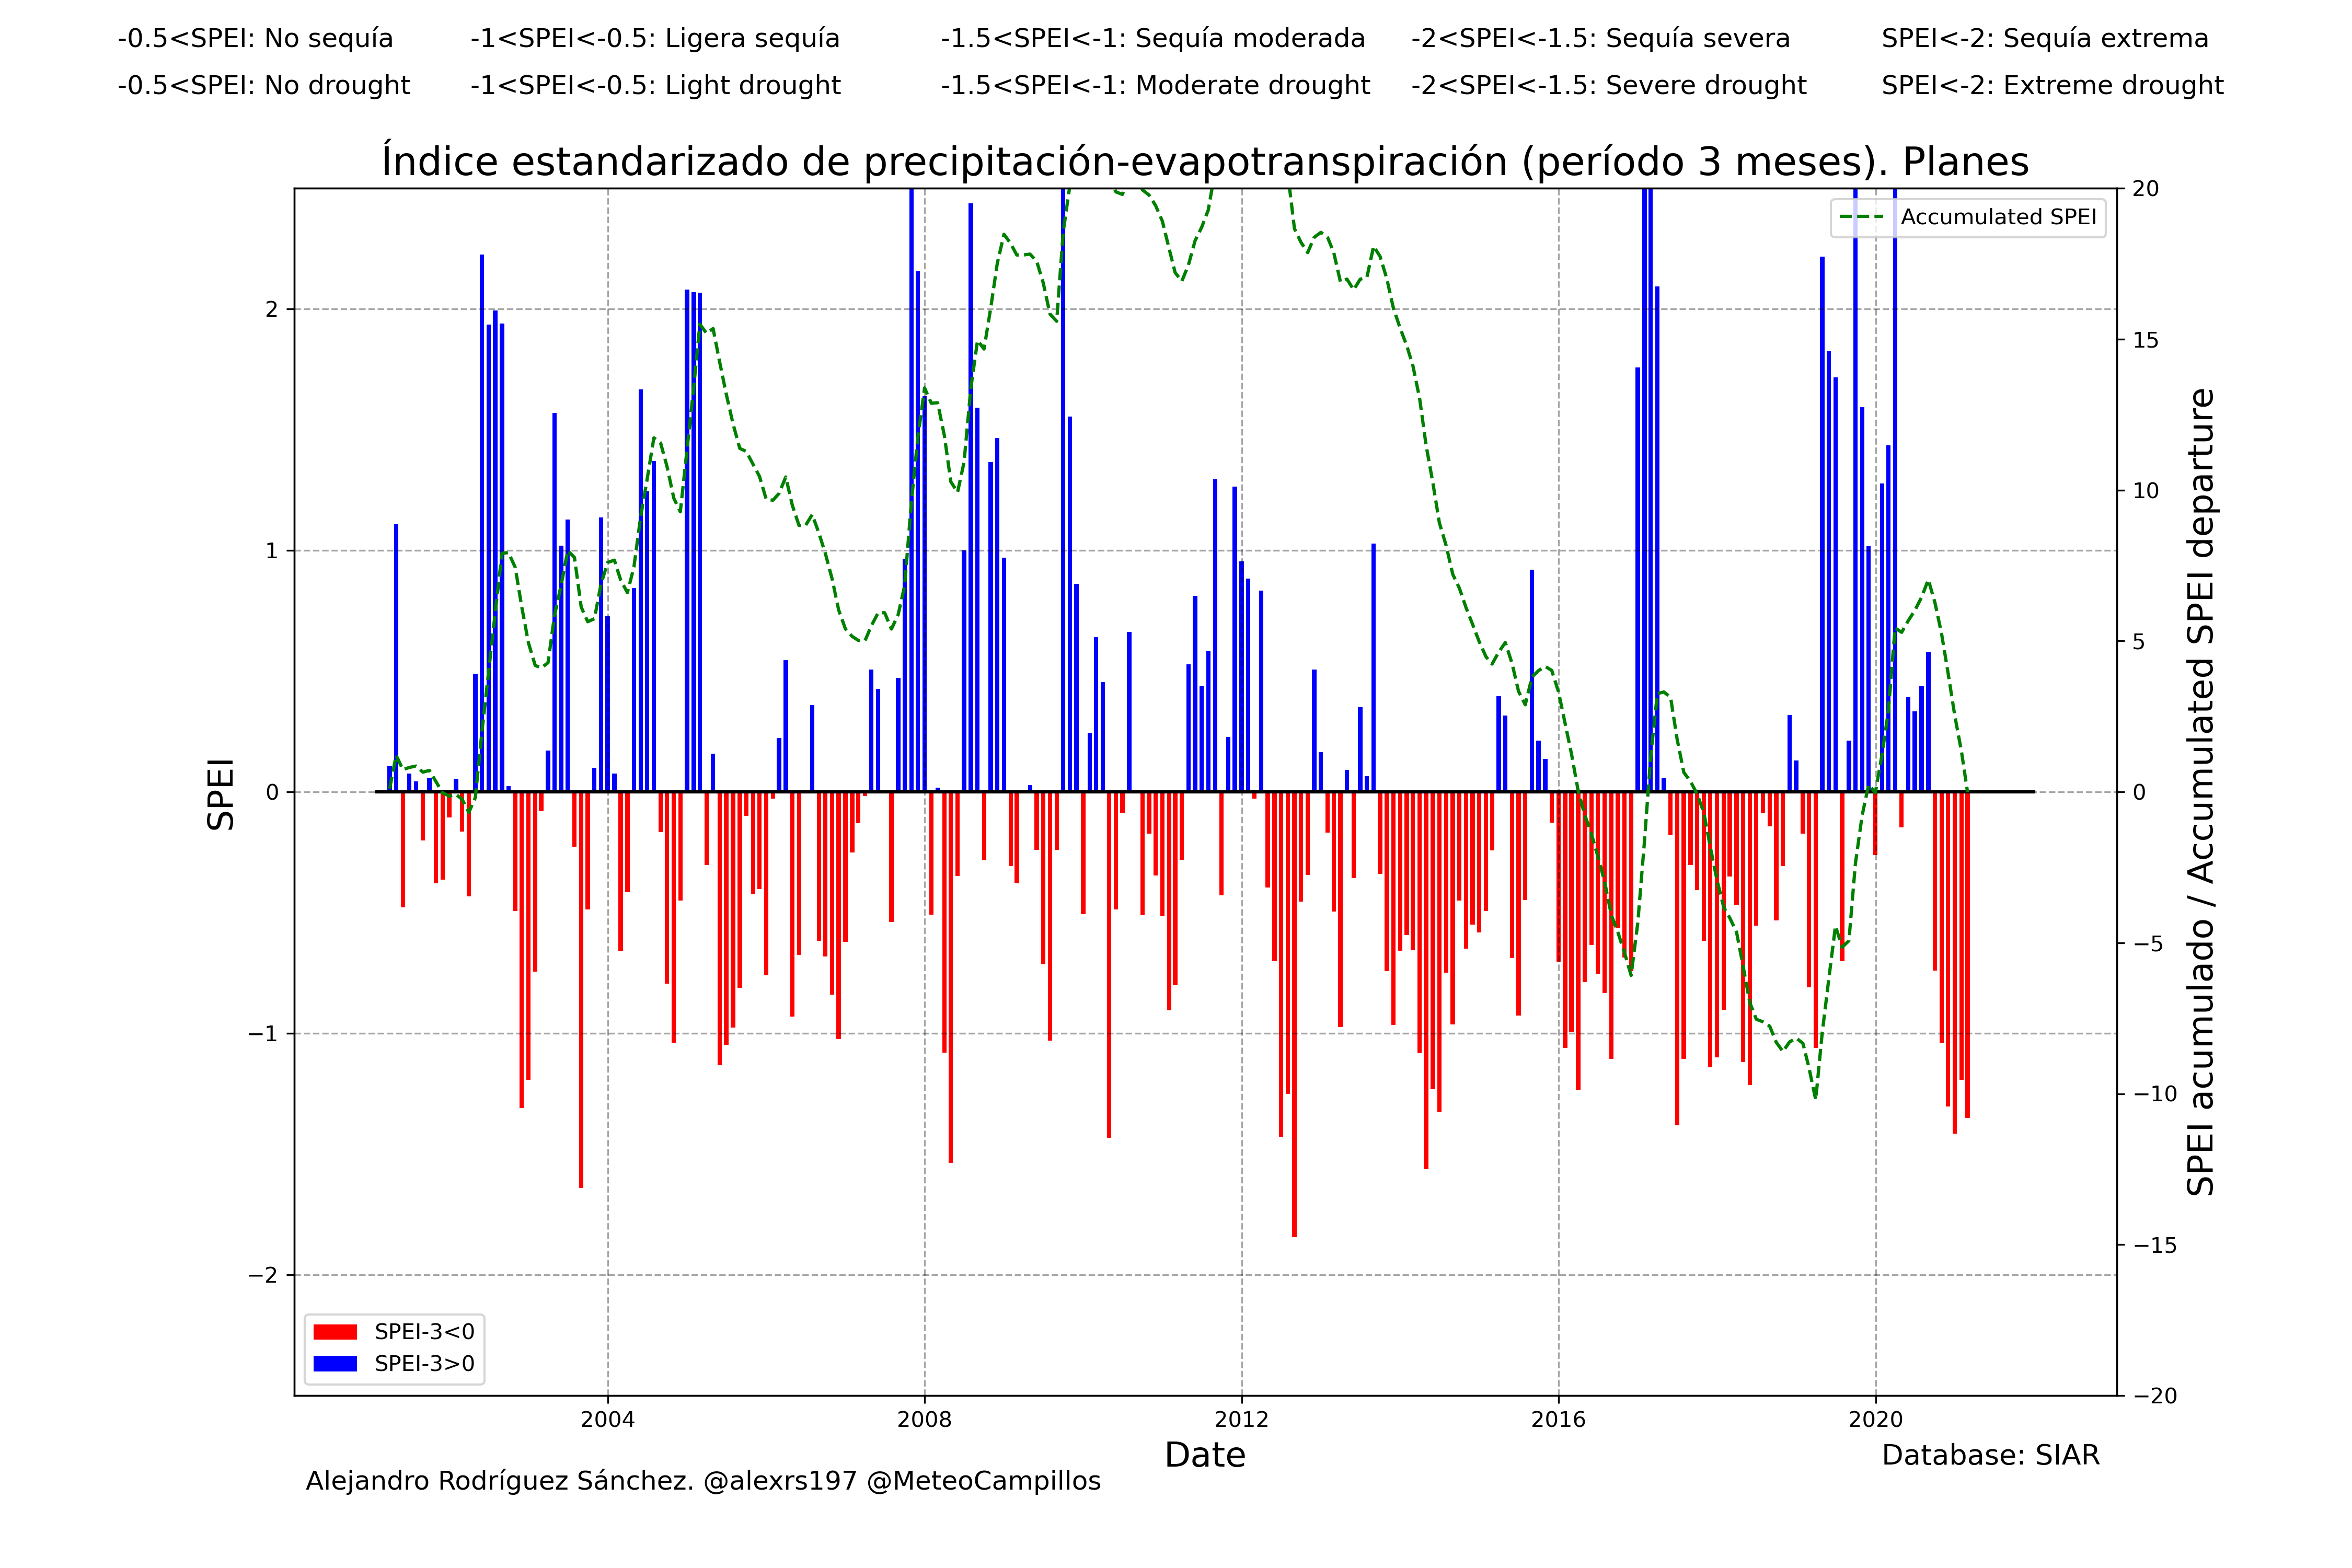 -0.5<SPEI: No sequía -1<SPEI<-0.5: Ligera sequía -1.5<SPEI<-1: Sequía moderada -2<SPEI<-1.5: Sequía severa SPEI<-2: Sequía extrema
-0.5<SPEI: No drought -1<SPEI<-0.5: Light drought -1.5<SPEI<-1: Moderate drought -2<SPEI<-1.5: Severe drought SPEI<-2: Extreme drought
Índice estandarizado de precipitación-evapotranspiración (período 3 meses). Planes
Accumulated SPEI
SPEI
2
1
0
−1
−2
20
15
10
5
0
−5
−10
−15
−20
SPEI acumulado / Accumulated SPEI departure
SPEI-3<0
SPEI-3>0
2004 2008 2012 2016 2020
Date
Database: SIAR
Alejandro Rodríguez Sánchez. @alexrs197 @MeteoCampillos